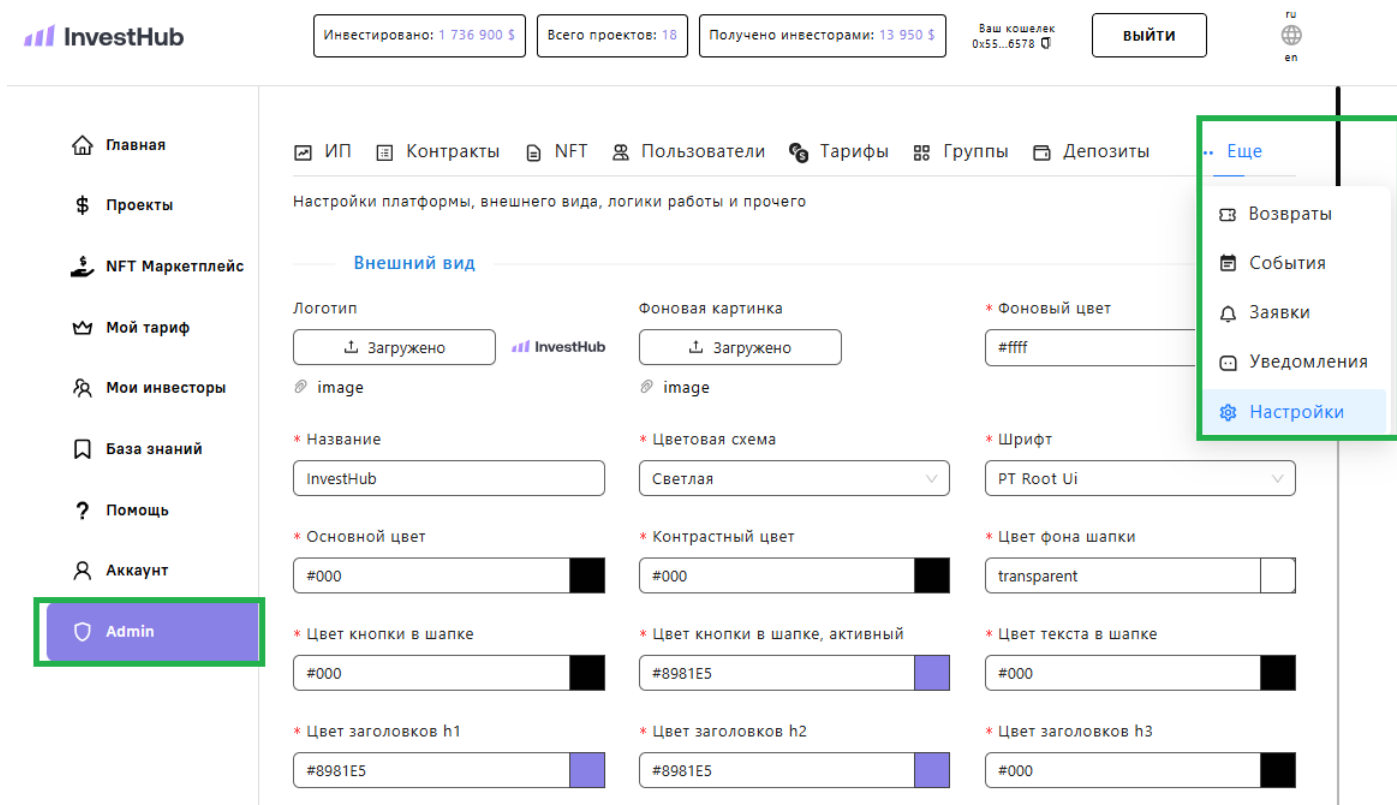 InvestHub
Инвестировано: 1 736 900 $
Всего проектов: 18
Получено инвесторами: 13 950 $
Ваш кошелек
0x55...6578
ВЫЙТИ
ru
en
Главная
Проекты
NFT Маркетплейс
Мой тариф
Мои инвесторы
База знаний
Помощь
Аккаунт
Admin
ИП Контракты NFT Пользователи Тарифы Группы Депозиты Еще
Возвраты
События
Заявки
Уведомления
Настройки
Настройки платформы, внешнего вида, логики работы и прочего
Внешний вид
Логотип Фоновая картинка * Фоновый цвет
Загружено InvestHub Загружено #ffff
image image
* Название * Цветовая схема * Шрифт
InvestHub Светлая PT Root Ui
* Основной цвет * Контрастный цвет * Цвет фона шапки
#000 #000 transparent
* Цвет кнопки в шапке * Цвет кнопки в шапке, активный * Цвет текста в шапке
#000 #8981E5 #000
* Цвет заголовков h1 * Цвет заголовков h2 * Цвет заголовков h3
#8981E5 #8981E5 #000